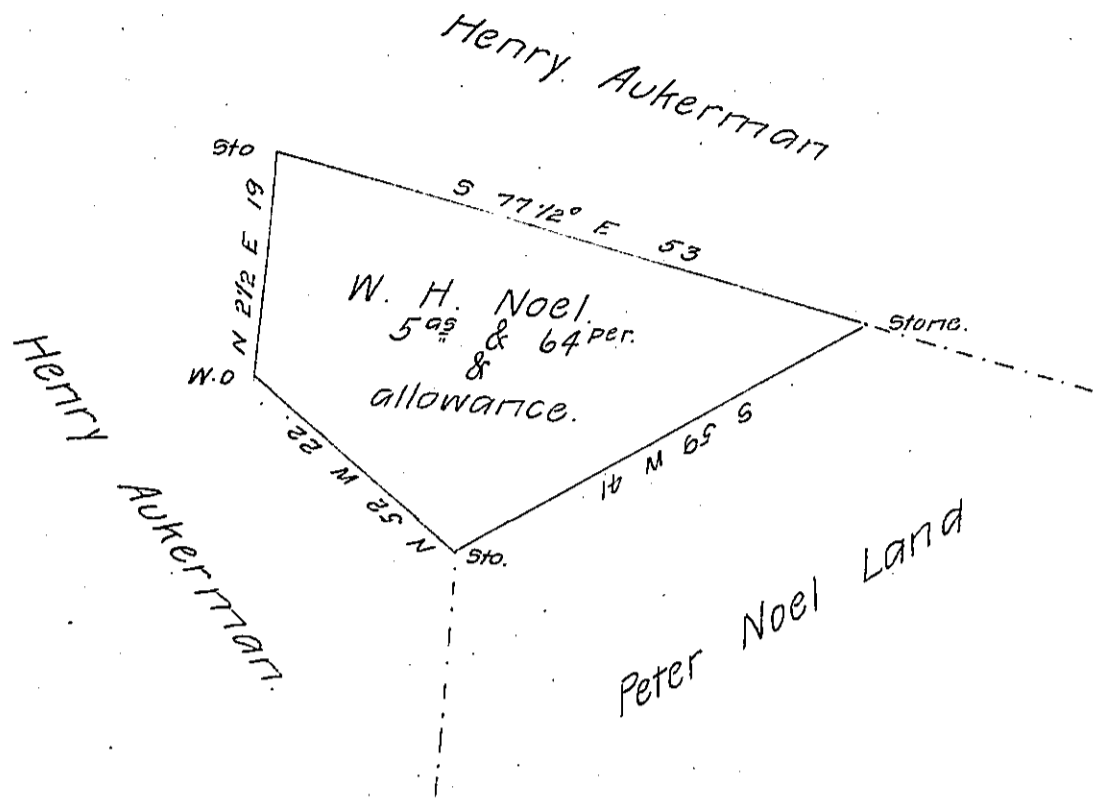 Henry Aukerman
Sto
S 77 1/2° E 53
N 2 1/2 E 19
W. H. Noel.
5 as & 64 per.
&
allowance.
Stone.
W.O
Henry Aukerman.
N 52 W 22.
S 59 W 41
Sto.
Peter Noel Land